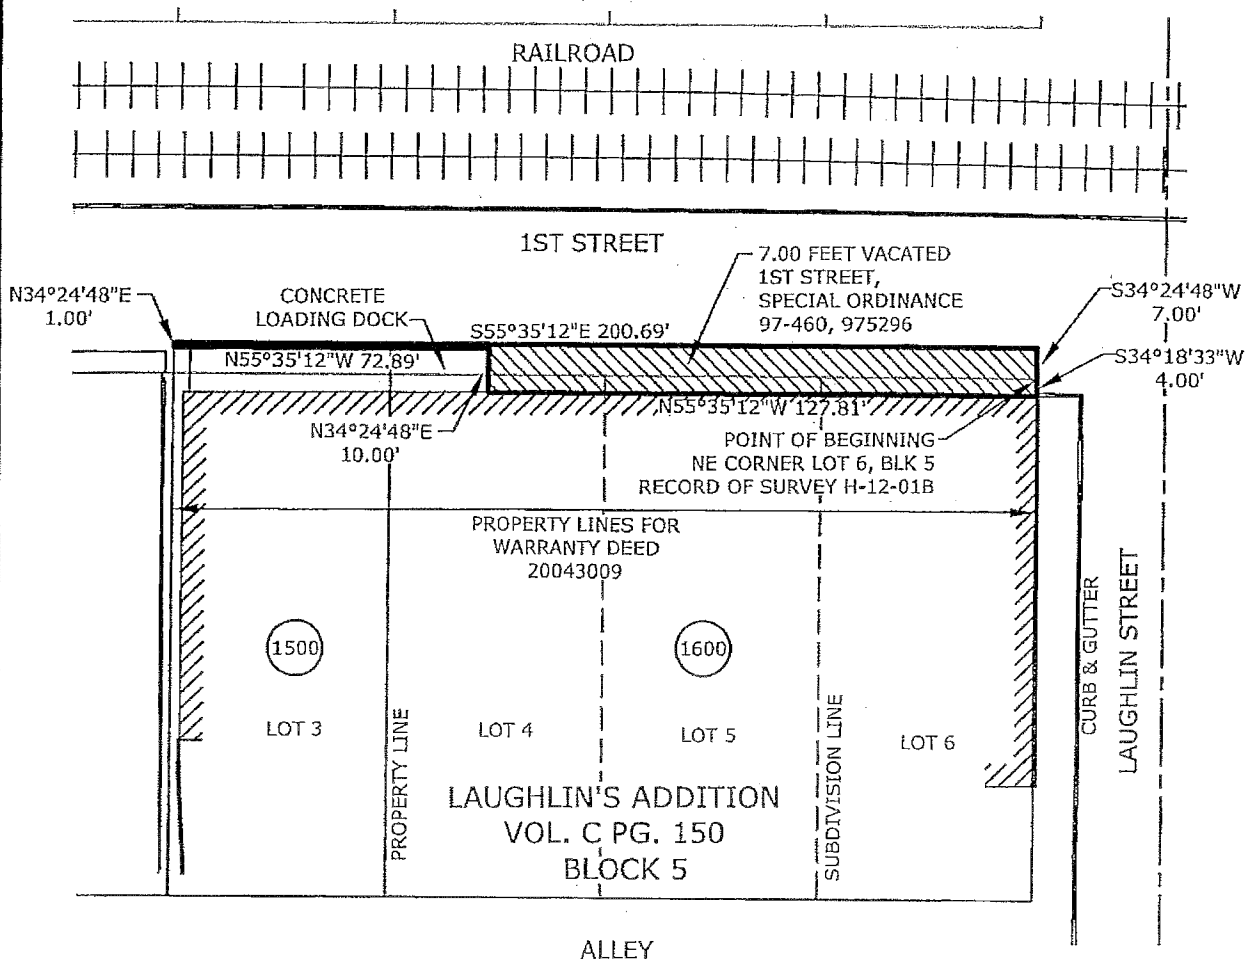 RAILROAD
1ST STREET
7.00 FEET VACATED
1ST STREET,
SPECIAL ORDINANCE
97-460, 975296
N34°24'48"E
1.00'
CONCRETE
LOADING DOCK
S55°35'12"E 200.69'
S34°24'48"W
7.00'
N55°35'12"W 72.89'
S34°18'33"W
4.00'
N55°35'12"W 127.81'
N34°24'48"E
10.00'
POINT OF BEGINNING
NE CORNER LOT 6, BLK 5
RECORD OF SURVEY H-12-01B
PROPERTY LINES FOR
WARRANTY DEED
20043009
1500
1600
LOT 3
LOT 4
LOT 5
LOT 6
PROPERTY LINE
SUBDIVISION LINE
CURB & GUTTER
LAUGHLIN STREET
LAUGHLIN'S ADDITION
VOL. C PG. 150
BLOCK 5
ALLEY